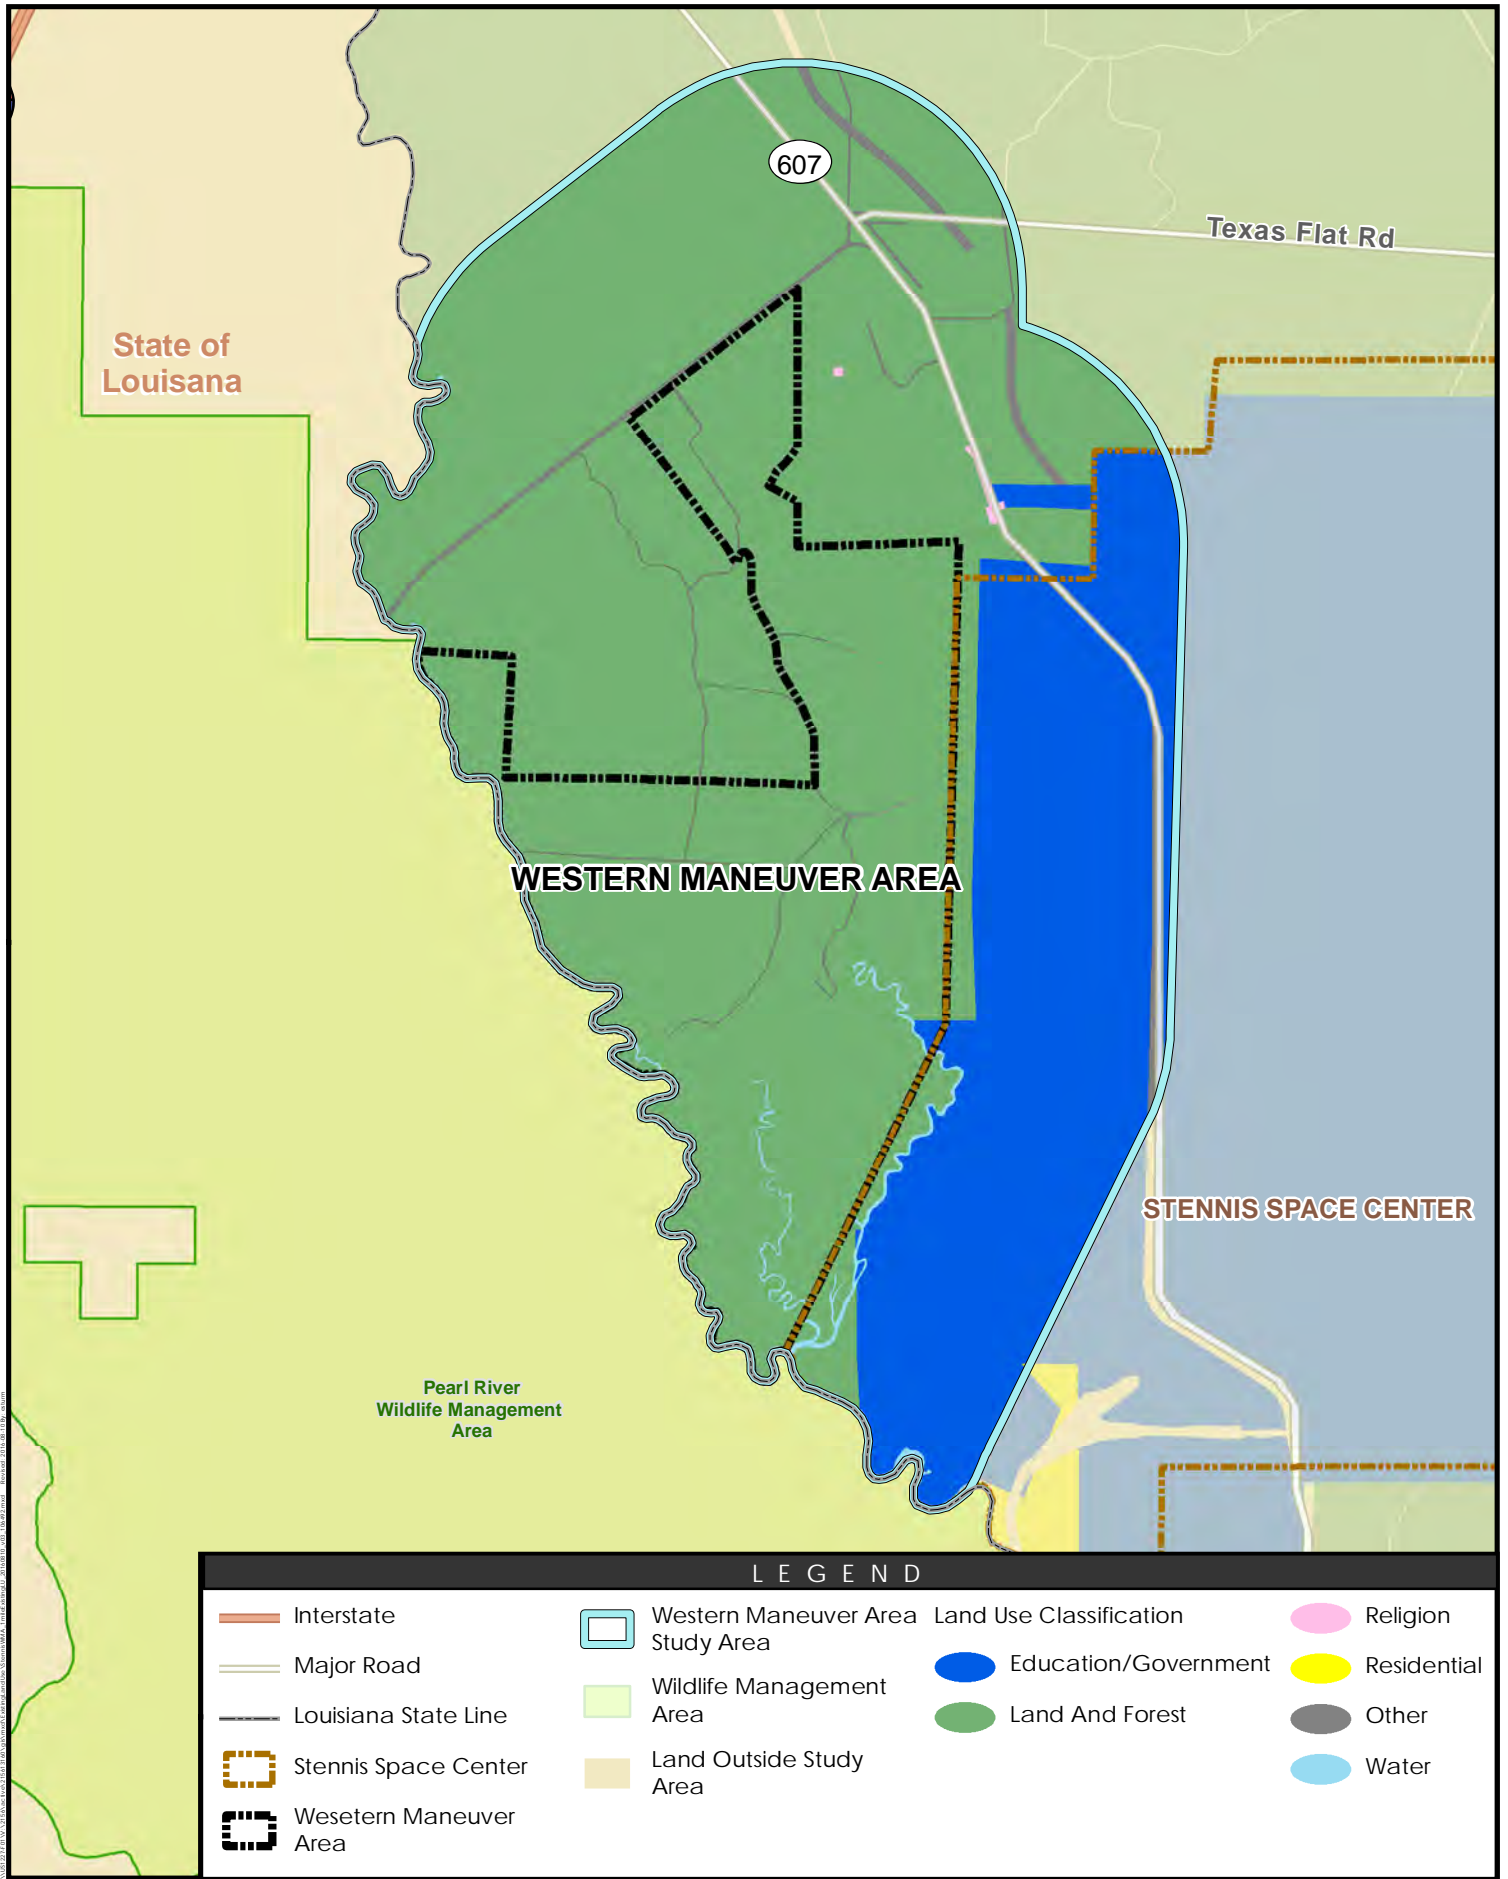 607
Texas Flat Rd
State of
Louisana
WESTERN MANEUVER AREA
STENNIS SPACE CENTER
Pearl River
Wildlife Management
Area
LEGEND
Interstate
Major Road
Louisiana State Line
Stennis Space Center
Wesetern Maneuver
Area
Western Maneuver Area
Study Area
Wildlife Management
Area
Land Outside Study
Area
Land Use Classification
Education/Government
Land And Forest
Religion
Residential
Other
Water